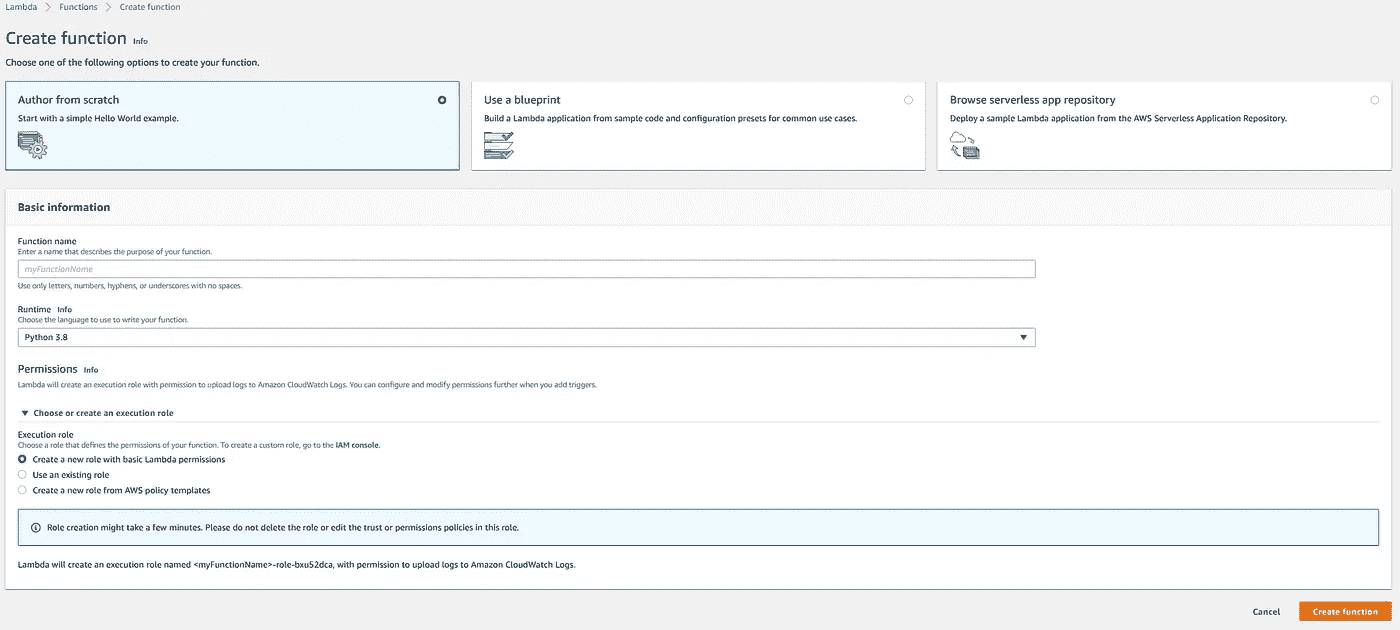 Lambda > Functions > Create function
Create function Info
Choose one of the following options to create your function.
Author from scratch
Start with a simple Hello World example.
Use a blueprint
Build a Lambda application from sample code and configuration presets for common use cases.
Browse serverless app repository
Deploy a sample Lambda application from the AWS Serverless Application Repository.
Basic information
Function name
Enter a name that describes the purpose of your function.
myFunctionName
Use only letters, numbers, hyphens, or underscores with no spaces.
Runtime Info
Choose the language to use to write your function.
Python 3.8
Permissions Info
Lambda will create an execution role with permission to upload logs to Amazon CloudWatch Logs. You can configure and modify permissions further when you add triggers.
Choose or create an execution role
Execution role
Choose a role that defines the permissions of your function. To create a custom role, go to the IAM console.
Create a new role with basic Lambda permissions
Use an existing role
Create a new role from AWS policy templates
Role creation might take a few minutes. Please do not delete the role or edit the trust or permissions policies in this role.
Lambda will create an execution role named <myFunctionName>-role-bxu52dca, with permission to upload logs to Amazon CloudWatch Logs.
Cancel Create function